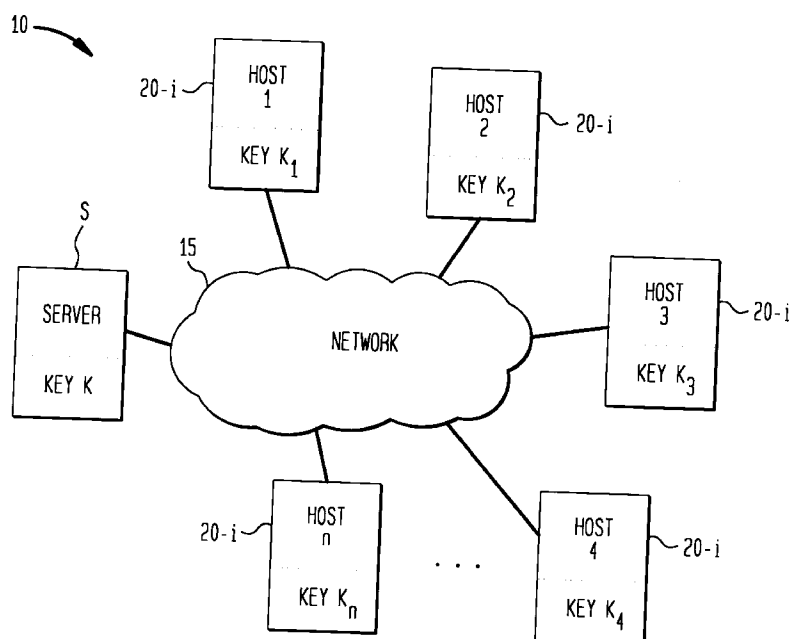 10
HOST
1
KEY K₁
20-i
HOST
2
KEY K₂
20-i
S
SERVER
KEY K
15
NETWORK
HOST
3
KEY K₃
20-i
HOST
n
KEY Kₙ
20-i
. . .
HOST
4
KEY K₄
20-i